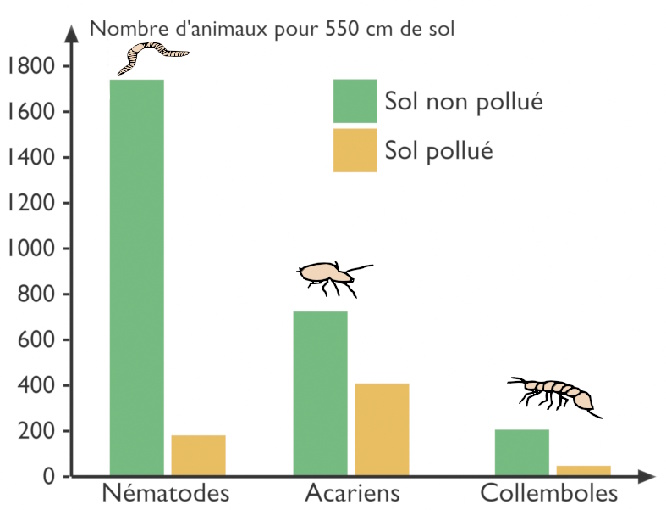 Nombre d'animaux pour 550 cm de sol
1800
1600
1400
1200
1000
800
600
400
200
0
Sol non pollué
Sol pollué
Nématodes Acariens Collemboles